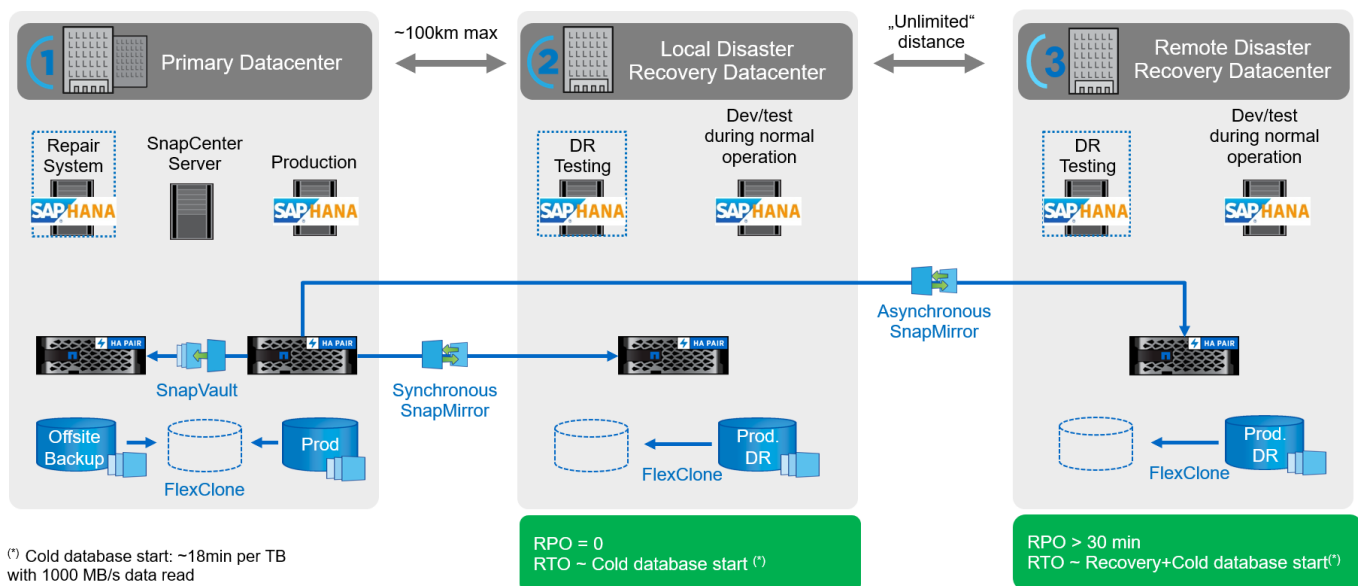 1
Primary Datacenter
~100km max
2
Local Disaster
Recovery Datacenter
„Unlimited“
distance
3
Remote Disaster
Recovery Datacenter
Repair
System
SAP HANA
SnapCenter
Server
Production
SAP HANA
DR
Testing
SAP HANA
Dev/test
during normal
operation
SAP HANA
DR
Testing
SAP HANA
Dev/test
during normal
operation
SAP HANA
Asynchronous
SnapMirror
HA PAIR
SnapVault
HA PAIR
Synchronous
SnapMirror
HA PAIR
HA PAIR
Offsite
Backup
FlexClone
Prod
FlexClone
Prod.
DR
FlexClone
Prod.
DR
(*) Cold database start: ~18min per TB
with 1000 MB/s data read
RPO = 0
RTO ~ Cold database start (*)
RPO > 30 min
RTO ~ Recovery+Cold database start(*)